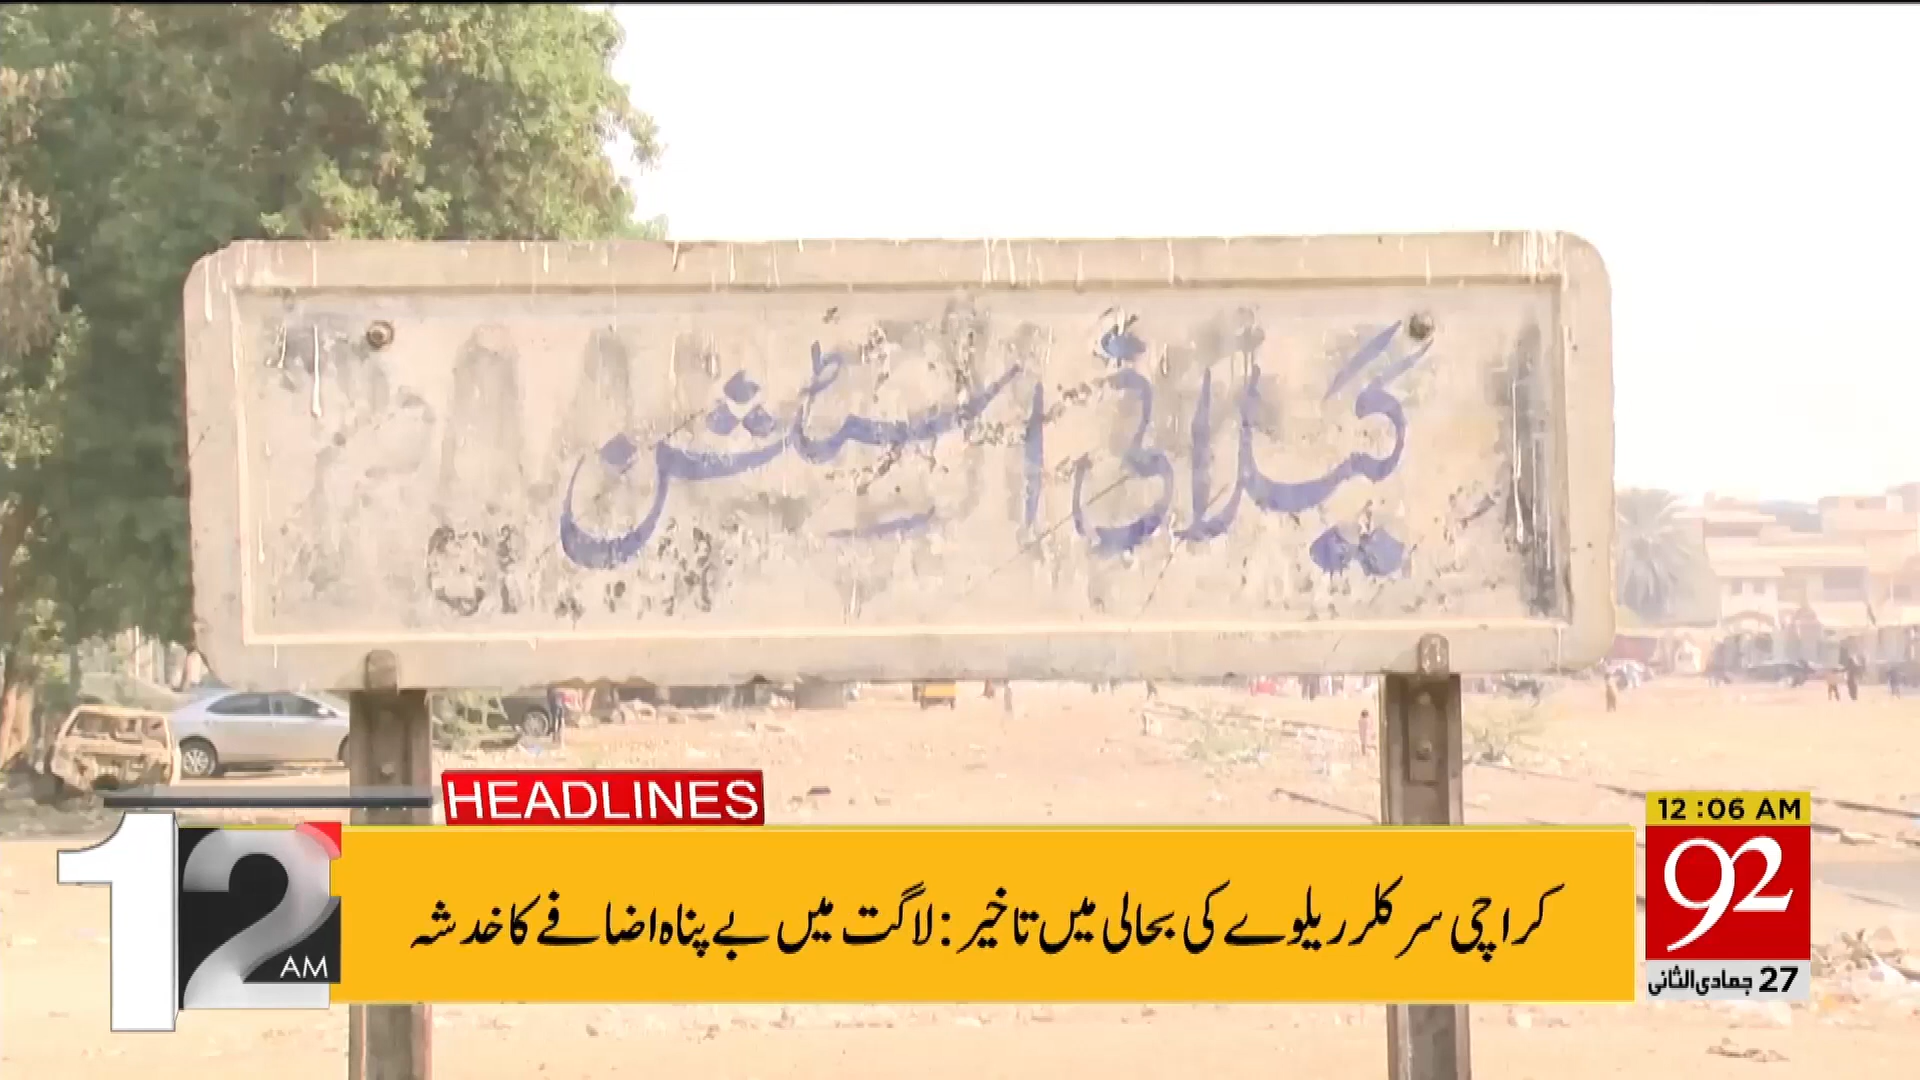 گیلانی اسٹیشن
HEADLINES
12 AM
کراچی سرکلر ریلوے کی بحالی میں تاخیر : لاگت میں بے پناہ اضافے کا خدشہ
12:06 AM
92
27 جمادی الثانی